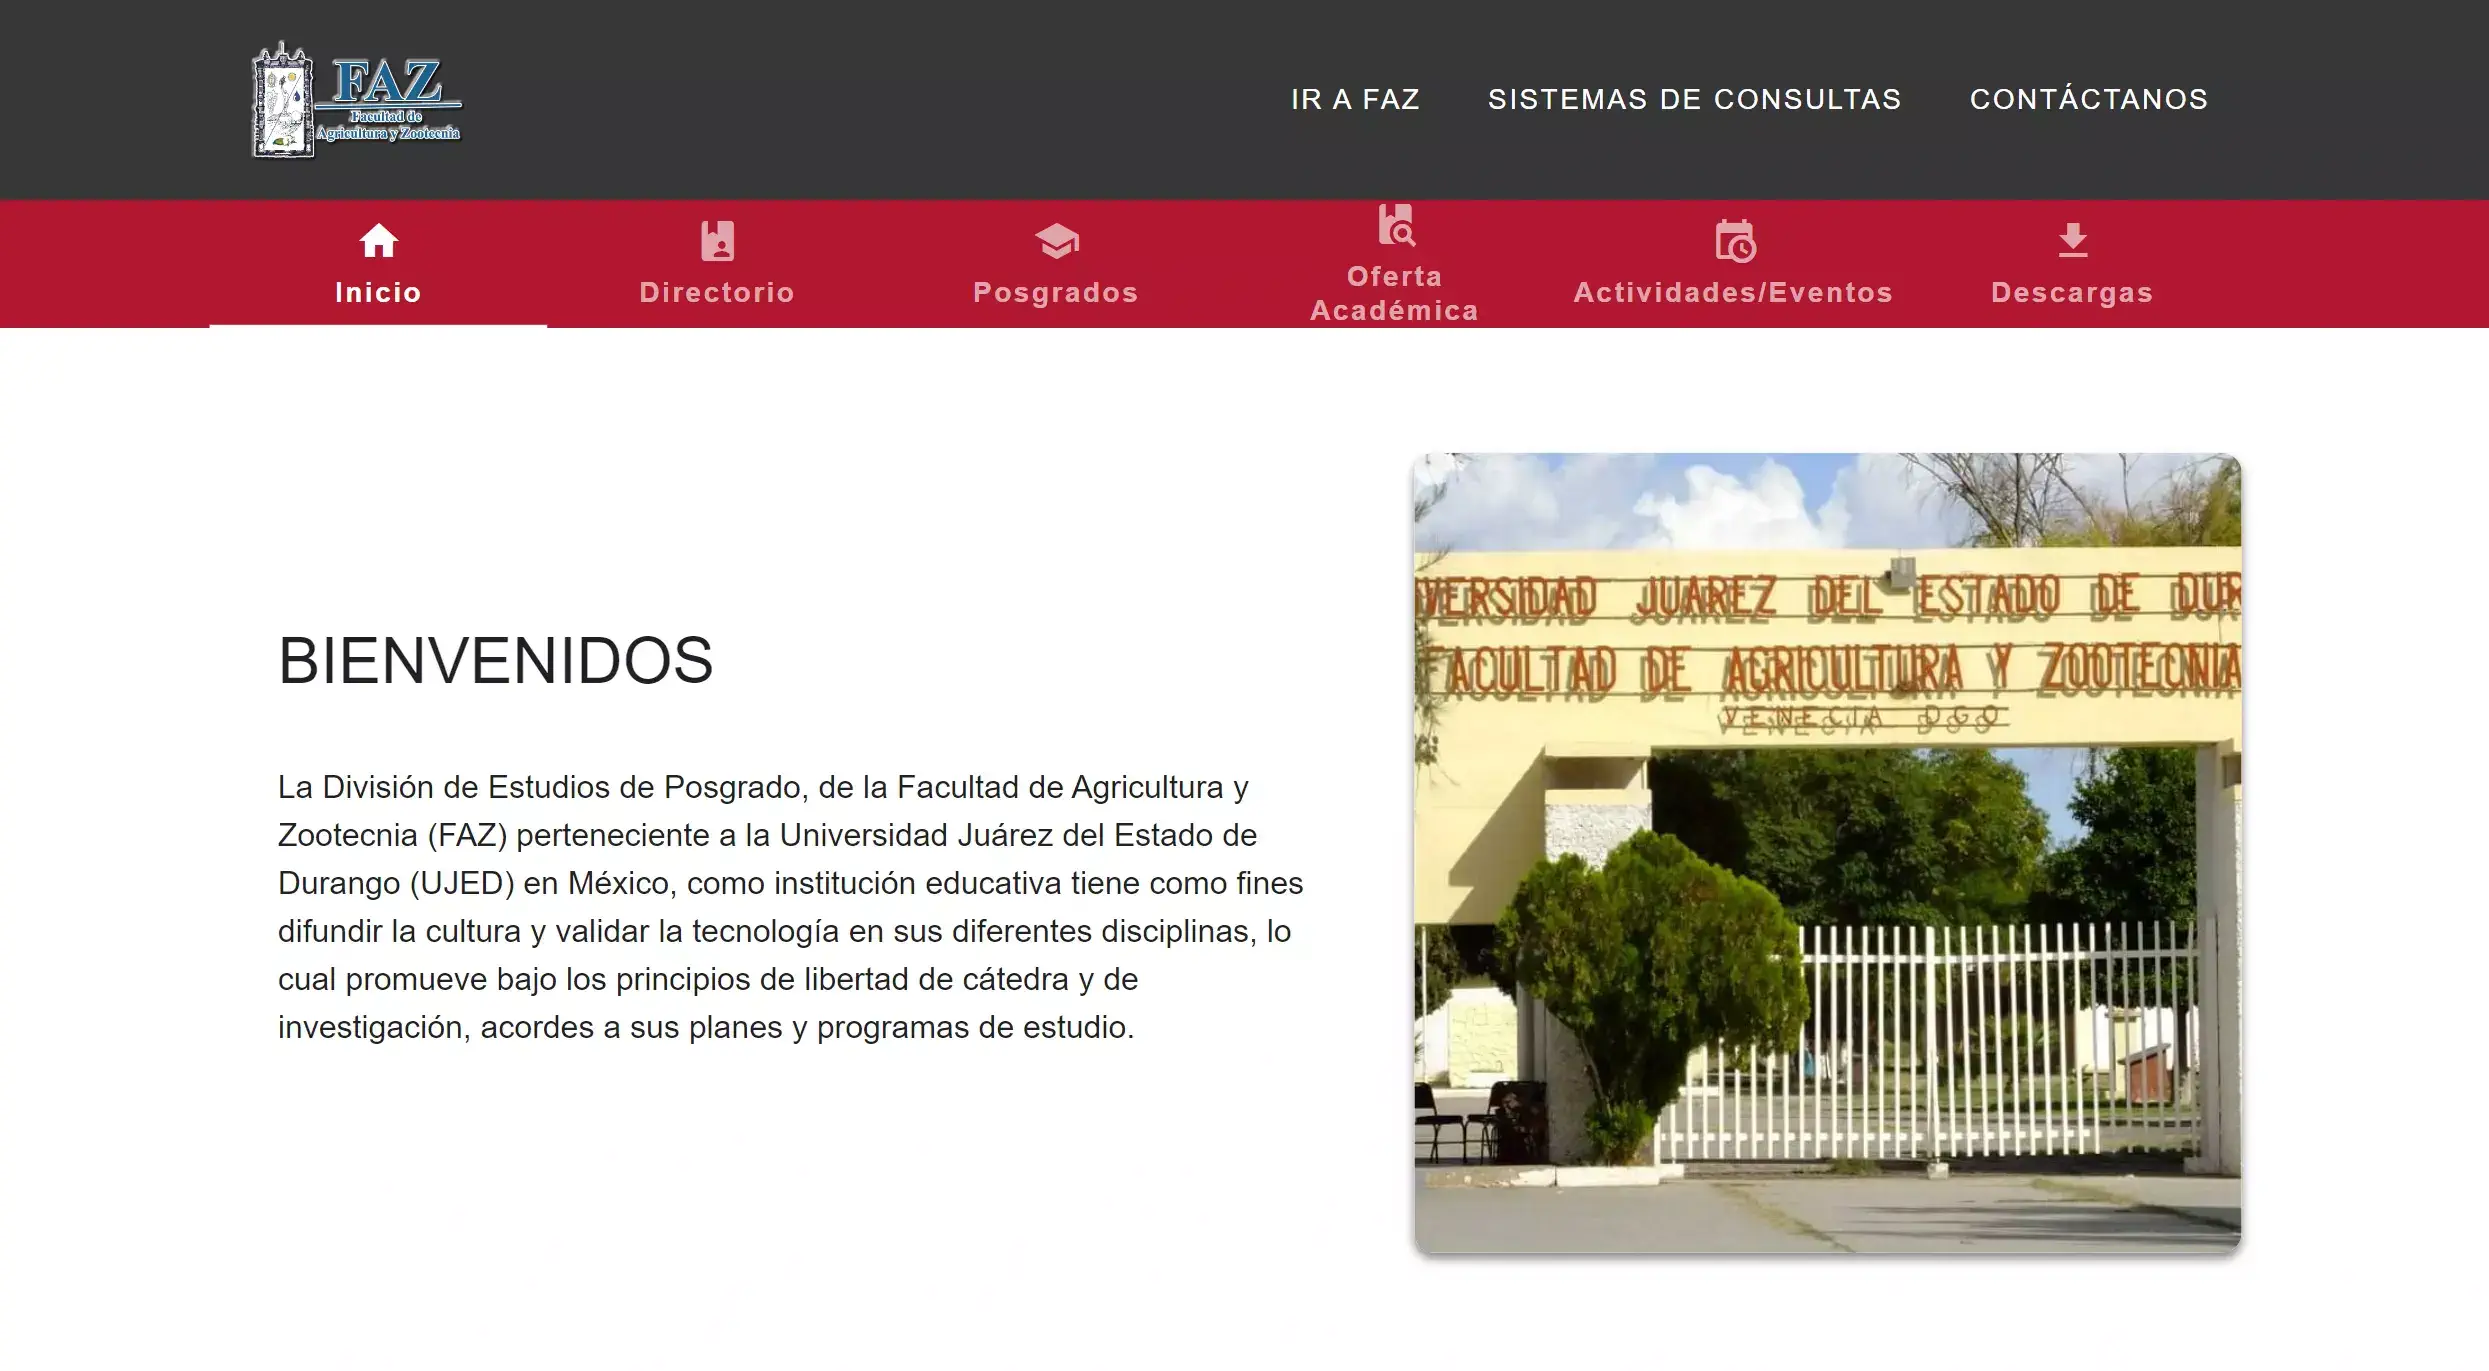 FAZ
Facultad de
Agricultura y Zootecnia
IR A FAZ
SISTEMAS DE CONSULTAS
CONTÁCTANOS
Inicio
Directorio
Posgrados
Oferta
Académica
Actividades/Eventos
Descargas
BIENVENIDOS
La División de Estudios de Posgrado, de la Facultad de Agricultura y
Zootecnia (FAZ) perteneciente a la Universidad Juárez del Estado de
Durango (UJED) en México, como institución educativa tiene como fines
difundir la cultura y validar la tecnología en sus diferentes disciplinas, lo
cual promueve bajo los principios de libertad de cátedra y de
investigación, acordes a sus planes y programas de estudio.
VERSIDAD JUAREZ DEL ESTADO DE DUR
FACULTAD DE AGRICULTURA Y ZOOTECNIA
VENECIA DGO